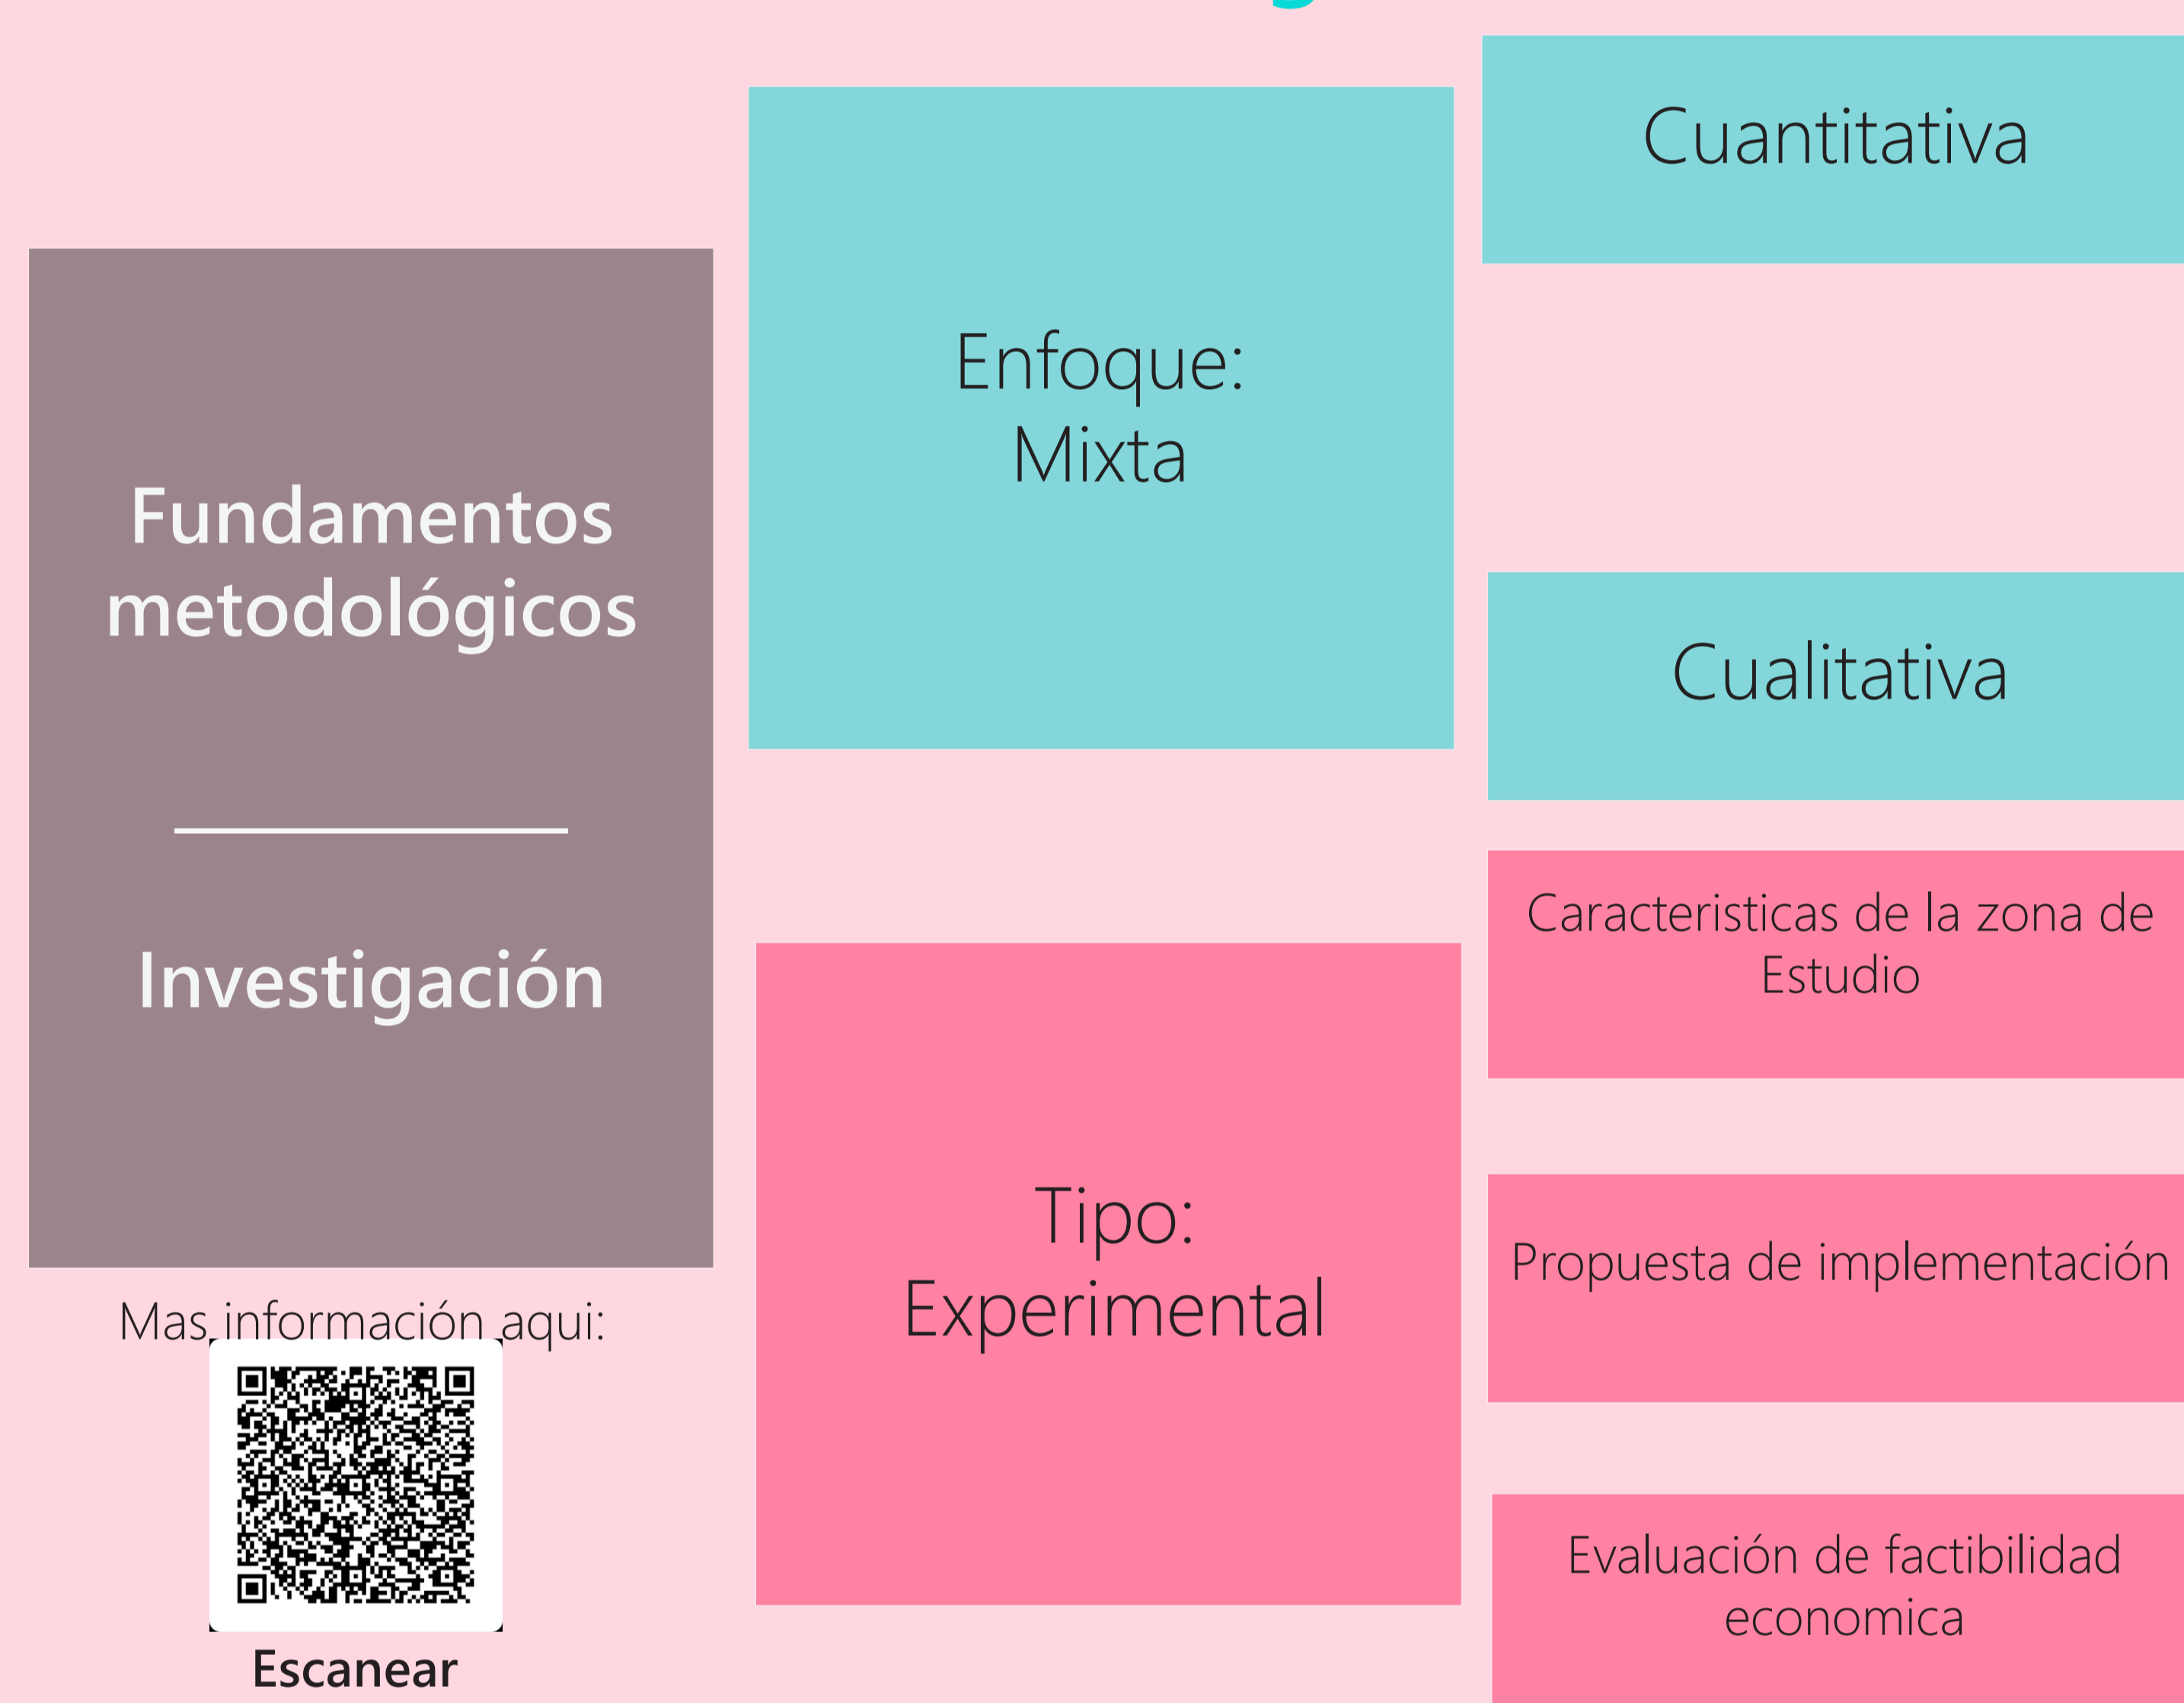 Fundamentos
metodológicos
Investigación
Mas información aqui:
Escanear
Enfoque:
Mixta
Cuantitativa
Cualitativa
Tipo:
Experimental
Caracteristicas de la zona de
Estudio
Propuesta de implementación
Evaluación de factibilidad
economica